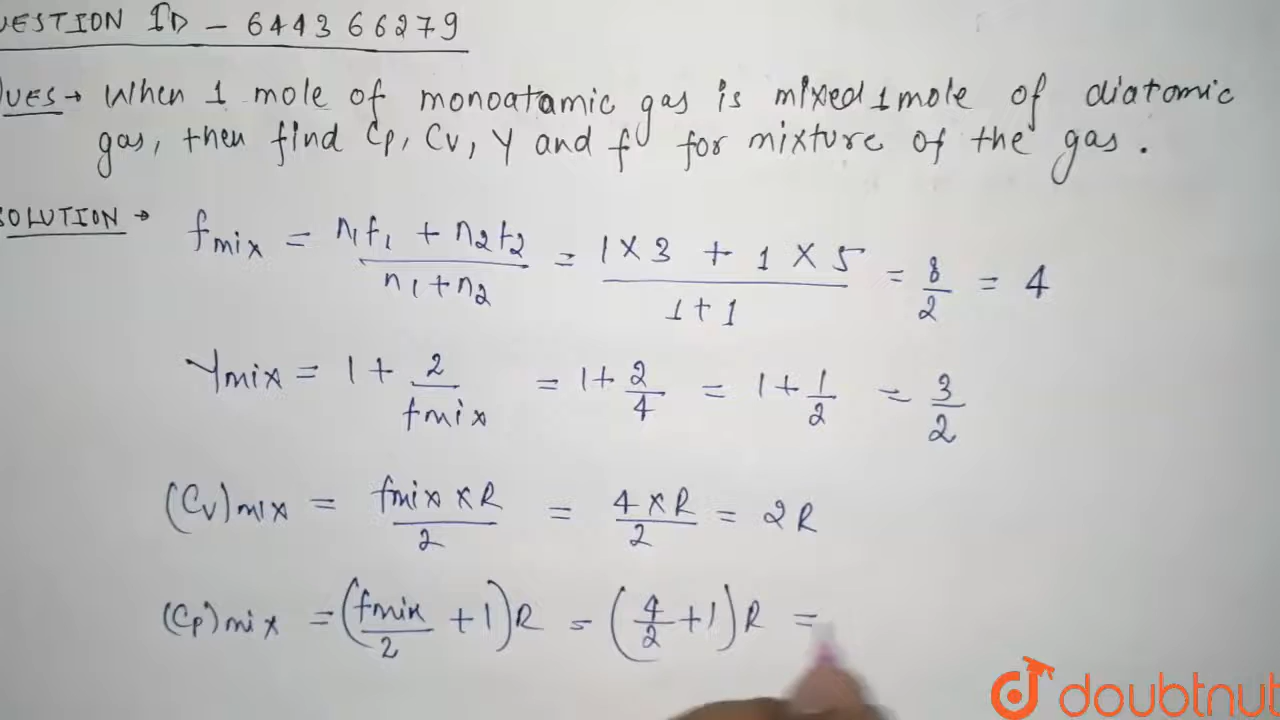 UESTION ID - 644366279
QUES → When 1 mole of monoatamic gas is mixed 1 mole of diatomic
gas, then find Cp, Cv, γ and f for mixture of the gas.
SOLUTION → fmix = n1f1 + n2f2 / n1 + n2 = 1 × 3 + 1 × 5 / 1 + 1 = 8/2 = 4
γmix = 1 + 2/fmix = 1 + 2/4 = 1 + 1/2 = 3/2
(Cv)mix = fmix × R / 2 = 4 × R / 2 = 2R
(Cp)mix = (fmix/2 + 1)R = (4/2 + 1)R =
doubtnut